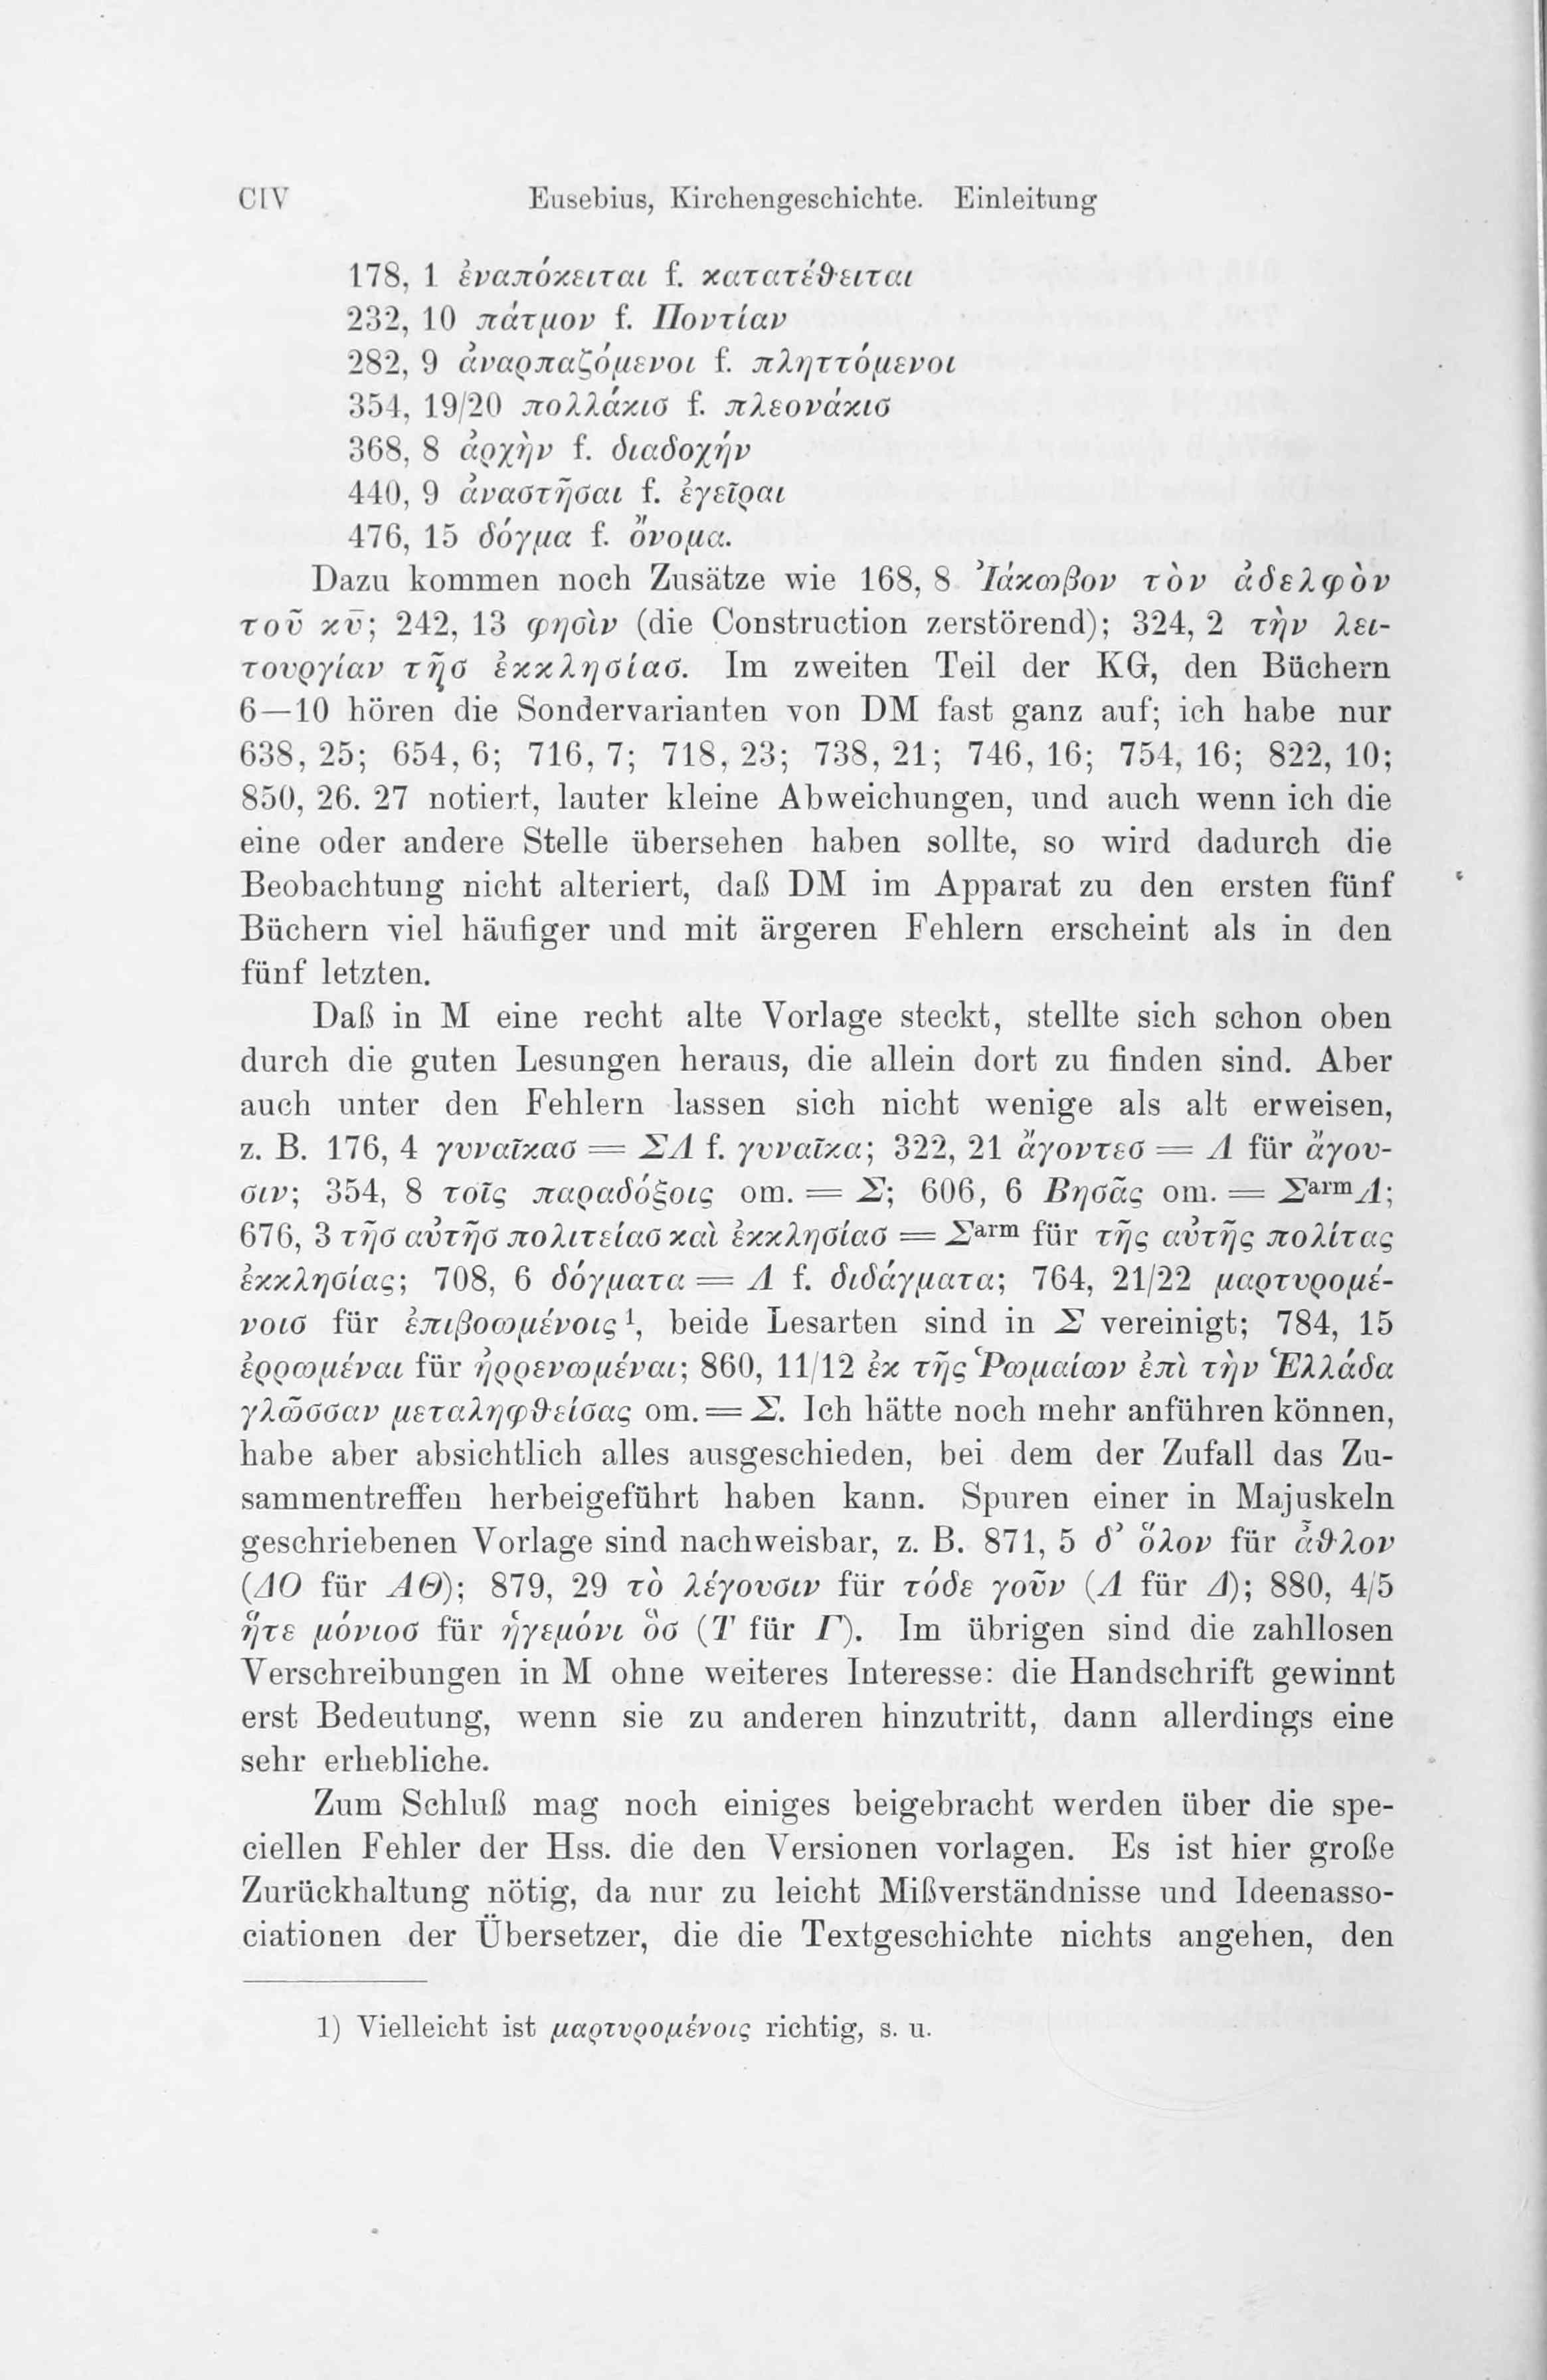 CIV Eusebius, Kirchengeschichte. Einleitung
178, 1 ἐναπόκειται f. κατατέθειται
232, 10 πάτμον f. Ποντίαν
282, 9 ἀναρπαζόμενοι f. πληττόμενοι
354, 19/20 πολλάκισ f. πλεονάκισ
368, 8 ἀρχὴν f. διαδοχήν
440, 9 ἀναστῆσαι f. ἐγεῖραι
476, 15 δόγμα f. ὄνομα.
Dazu kommen noch Zusätze wie 168, 8 Ἰάκωβον τὸν ἀδελφὸν
τοῦ κῡ; 242, 13 φησὶν (die Construction zerstörend); 324, 2 τὴν λει-
τουργίαν τῆσ ἐκκλησίασ. Im zweiten Teil der KG, den Büchern
6—10 hören die Sondervarianten von DM fast ganz auf; ich habe nur
638, 25; 654, 6; 716, 7; 718, 23; 738, 21; 746, 16; 754, 16; 822, 10;
850, 26. 27 notiert, lauter kleine Abweichungen, und auch wenn ich die
eine oder andere Stelle übersehen haben sollte, so wird dadurch die
Beobachtung nicht alteriert, daß DM im Apparat zu den ersten fünf
Büchern viel häufiger und mit ärgeren Fehlern erscheint als in den
fünf letzten.
Daß in M eine recht alte Vorlage steckt, stellte sich schon oben
durch die guten Lesungen heraus, die allein dort zu finden sind. Aber
auch unter den Fehlern lassen sich nicht wenige als alt erweisen,
z. B. 176, 4 γυναῖκασ = ΣΛ f. γυναῖκα; 322, 21 ἄγοντεσ = Λ für ἄγου-
σιν; 354, 8 τοῖς παραδόξοις om. = Σ; 606, 6 Βησᾶς om. = Σarm Λ;
676, 3 τῆσ αὐτῆσ πολιτείασ καὶ ἐκκλησίασ = Σarm für τῆς αὐτῆς πολίτας
ἐκκλησίας; 708, 6 δόγματα = Λ f. διδάγματα; 764, 21/22 μαρτυρομέ-
νοισ für ἐπιβοωμένοις¹, beide Lesarten sind in Σ vereinigt; 784, 15
ἐρρωμέναι für ἠρρενωμέναι; 860, 11/12 ἐκ τῆς Ῥωμαίων ἐπὶ τὴν Ἑλλάδα
γλῶσσαν μεταληφθείσας om. = Σ. Ich hätte noch mehr anführen können,
habe aber absichtlich alles ausgeschieden, bei dem der Zufall das Zu-
sammentreffen herbeigeführt haben kann. Spuren einer in Majuskeln
geschriebenen Vorlage sind nachweisbar, z. B. 871, 5 δ’ ὅλον für ἆθλον
(ΔΟ für ΑΘ); 879, 29 τὸ λέγουσιν für τόδε γοῦν (Λ für Δ); 880, 4/5
ἥτε μόνιοσ für ἡγεμόνι ὃσ (Τ für Γ). Im übrigen sind die zahllosen
Verschreibungen in M ohne weiteres Interesse: die Handschrift gewinnt
erst Bedeutung, wenn sie zu anderen hinzutritt, dann allerdings eine
sehr erhebliche.
Zum Schluß mag noch einiges beigebracht werden über die spe-
ciellen Fehler der Hss. die den Versionen vorlagen. Es ist hier große
Zurückhaltung nötig, da nur zu leicht Mißverständnisse und Ideenasso-
ciationen der Übersetzer, die die Textgeschichte nichts angehen, den
1) Vielleicht ist μαρτυρομένοις richtig, s. u.